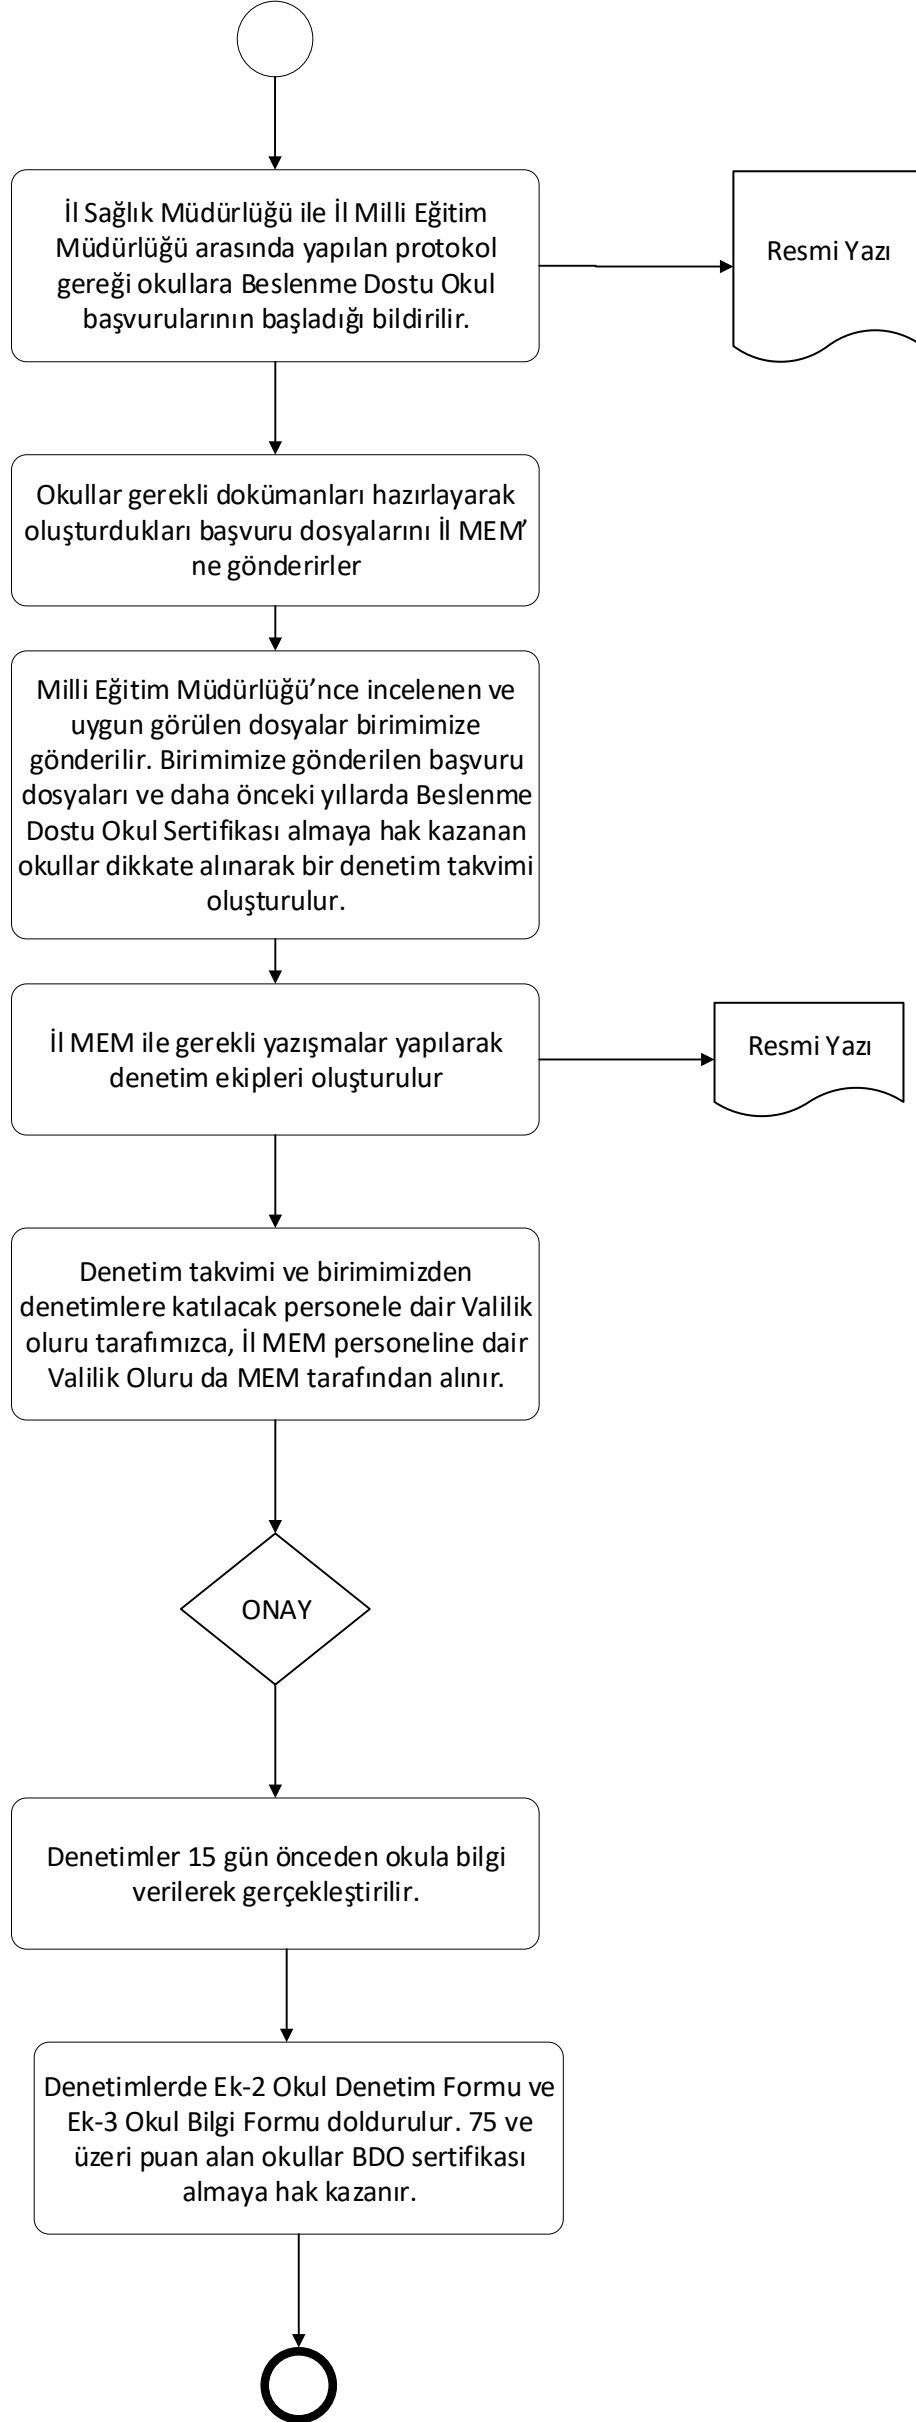 İl Sağlık Müdürlüğü ile İl Milli Eğitim
Müdürlüğü arasında yapılan protokol
gereği okullara Beslenme Dostu Okul
başvurularının başladığı bildirilir.
Resmi Yazı
Okullar gerekli dokümanları hazırlayarak
oluşturdukları başvuru dosyalarını İl MEM’
ne gönderirler
Milli Eğitim Müdürlüğü’nce incelenen ve
uygun görülen dosyalar birimimize
gönderilir. Birimimize gönderilen başvuru
dosyaları ve daha önceki yıllarda Beslenme
Dostu Okul Sertifikası almaya hak kazanan
okullar dikkate alınarak bir denetim takvimi
oluşturulur.
İl MEM ile gerekli yazışmalar yapılarak
denetim ekipleri oluşturulur
Resmi Yazı
Denetim takvimi ve birimimizden
denetimlere katılacak personele dair Valilik
oluru tarafımızca, İl MEM personeline dair
Valilik Oluru da MEM tarafından alınır.
ONAY
Denetimler 15 gün önceden okula bilgi
verilerek gerçekleştirilir.
Denetimlerde Ek-2 Okul Denetim Formu ve
Ek-3 Okul Bilgi Formu doldurulur. 75 ve
üzeri puan alan okullar BDO sertifikası
almaya hak kazanır.